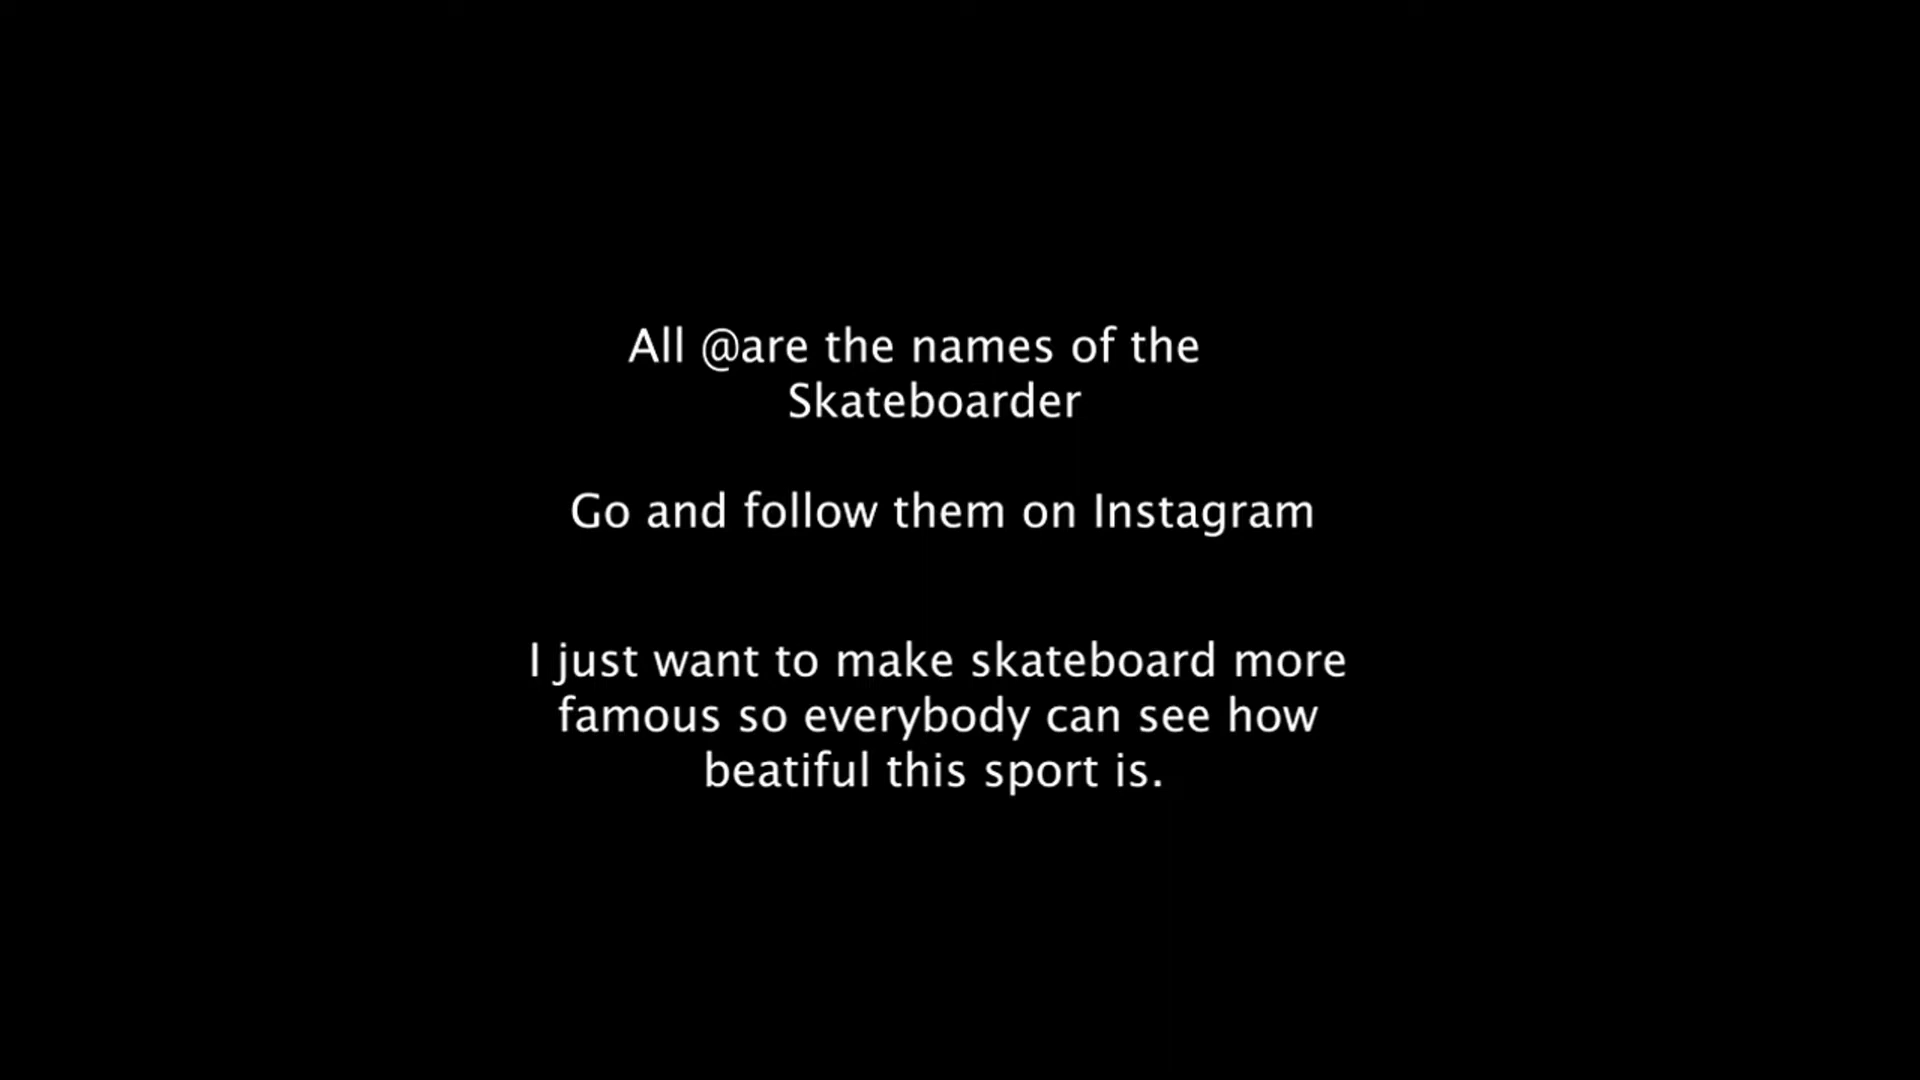 All @are the names of the
Skateboarder
Go and follow them on Instagram
I just want to make skateboard more
famous so everybody can see how
beatiful this sport is.